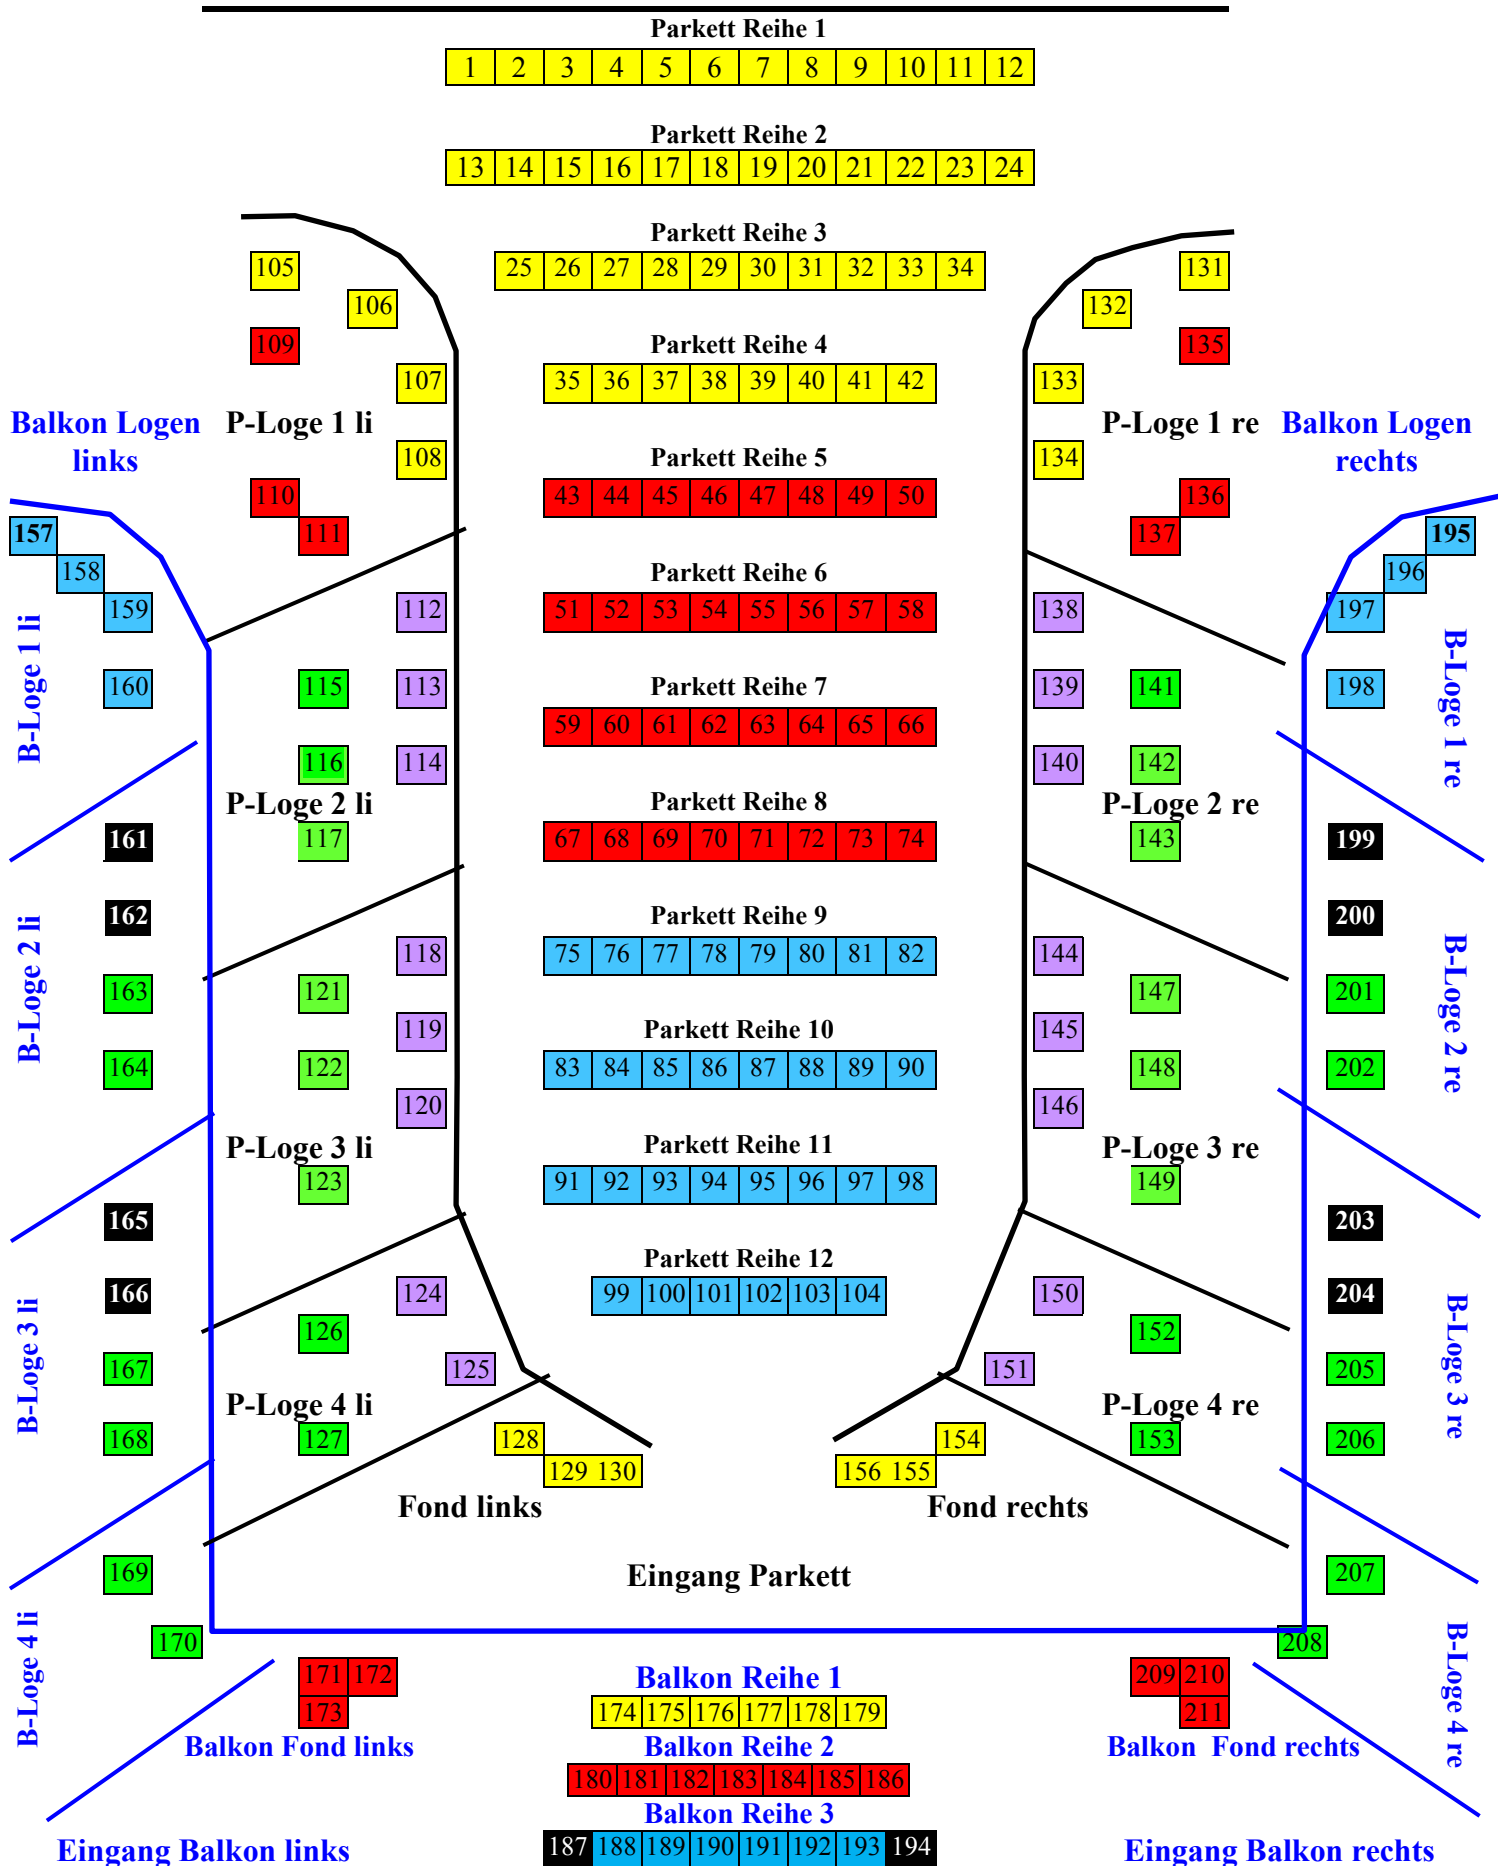 Parkett Reihe 1
1 2 3 4 5 6 7 8 9 10 11 12
Parkett Reihe 2
13 14 15 16 17 18 19 20 21 22 23 24
Parkett Reihe 3
105 25 26 27 28 29 30 31 32 33 34 131
106 132
109 Parkett Reihe 4 135
107 35 36 37 38 39 40 41 42 133
Balkon Logen P-Loge 1 li P-Loge 1 re Balkon Logen
links 108 Parkett Reihe 5 134 rechts
110 43 44 45 46 47 48 49 50 136
157 111 137 195
158 Parkett Reihe 6 196
159 112 51 52 53 54 55 56 57 58 138 197
B-Loge 1 li
B-Loge 1 re
160 115 113 Parkett Reihe 7 139 141 198
59 60 61 62 63 64 65 66
116 114 140 142
P-Loge 2 li Parkett Reihe 8 P-Loge 2 re
161 117 67 68 69 70 71 72 73 74 143 199
162 Parkett Reihe 9 200
118 75 76 77 78 79 80 81 82 144
B-Loge 2 li
B-Loge 2 re
163 121 147 201
119 Parkett Reihe 10 145
164 122 83 84 85 86 87 88 89 90 148 202
120 146
P-Loge 3 li Parkett Reihe 11 P-Loge 3 re
123 91 92 93 94 95 96 97 98 149
165 203
Parkett Reihe 12
166 124 99 100 101 102 103 104 150 204
126 152
B-Loge 3 li
B-Loge 3 re
167 125 151 205
P-Loge 4 li P-Loge 4 re
168 127 128 154 153 206
129 130 156 155
Fond links Fond rechts
169 Eingang Parkett 207
170 208
B-Loge 4 li
B-Loge 4 re
171 172 Balkon Reihe 1 209 210
173 174 175 176 177 178 179 211
Balkon Fond links Balkon Reihe 2 Balkon Fond rechts
180 181 182 183 184 185 186
Balkon Reihe 3
Eingang Balkon links 187 188 189 190 191 192 193 194 Eingang Balkon rechts